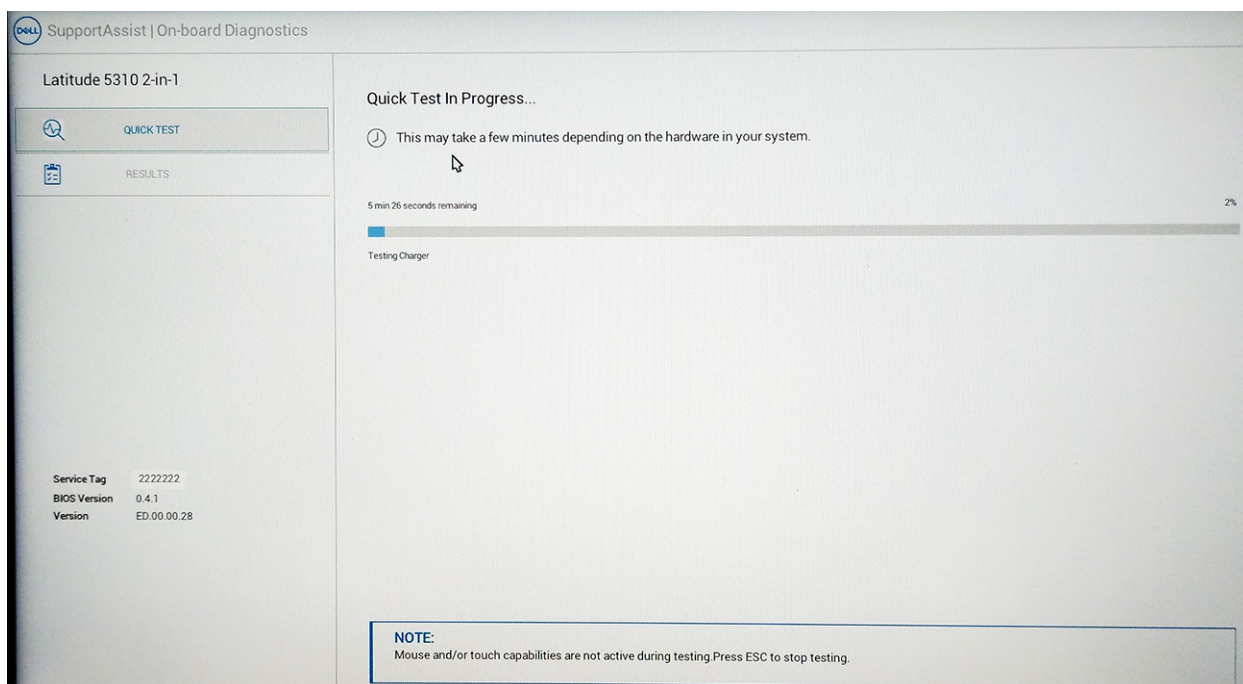 DELL SupportAssist | On-board Diagnostics
Latitude 5310 2-in-1
QUICK TEST
RESULTS
Quick Test In Progress...
This may take a few minutes depending on the hardware in your system.
5 min 26 seconds remaining 2%
Testing Charger
Service Tag 2222222
BIOS Version 0.4.1
Version ED.00.00.28
NOTE:
Mouse and/or touch capabilities are not active during testing.Press ESC to stop testing.